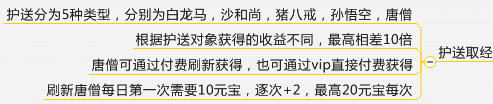 护送分为5种类型，分别为白龙马，沙和尚，猪八戒，孙悟空，唐僧
根据护送对象获得的收益不同，最高相差10倍
唐僧可通过付费刷新获得，也可通过vip直接付费获得
刷新唐僧每日第一次需要10元宝，逐次+2，最高20元宝每次
护送取经